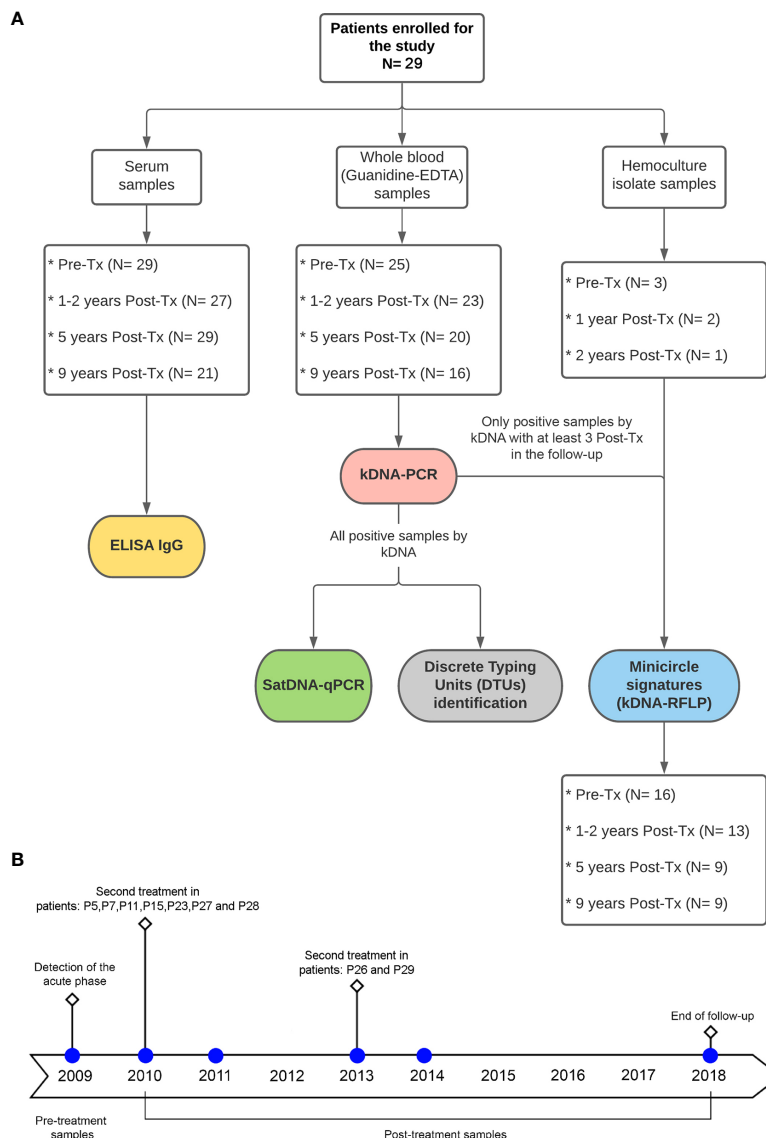 A
Patients enrolled for
the study
N= 29
Serum
samples
Whole blood
(Guanidine-EDTA)
samples
Hemoculture
isolate samples
* Pre-Tx (N= 29)
* 1-2 years Post-Tx (N= 27)
* 5 years Post-Tx (N= 29)
* 9 years Post-Tx (N= 21)
* Pre-Tx (N= 25)
* 1-2 years Post-Tx (N= 23)
* 5 years Post-Tx (N= 20)
* 9 years Post-Tx (N= 16)
* Pre-Tx (N= 3)
* 1 year Post-Tx (N= 2)
* 2 years Post-Tx (N= 1)
Only positive samples by
kDNA with at least 3 Post-Tx
in the follow-up
kDNA-PCR
ELISA IgG
All positive samples by
kDNA
SatDNA-qPCR
Discrete Typing
Units (DTUs)
identification
Minicircle
signatures
(kDNA-RFLP)
* Pre-Tx (N= 16)
* 1-2 years Post-Tx (N= 13)
* 5 years Post-Tx (N= 9)
* 9 years Post-Tx (N= 9)
B
Second treatment in
patients: P5,P7,P11,P15,P23,P27 and P28
Detection of the
acute phase
Second treatment in
patients: P26 and P29
End of follow-up
2009 2010 2011 2012 2013 2014 2015 2016 2017 2018
Pre-treatment
samples
Post-treatment samples